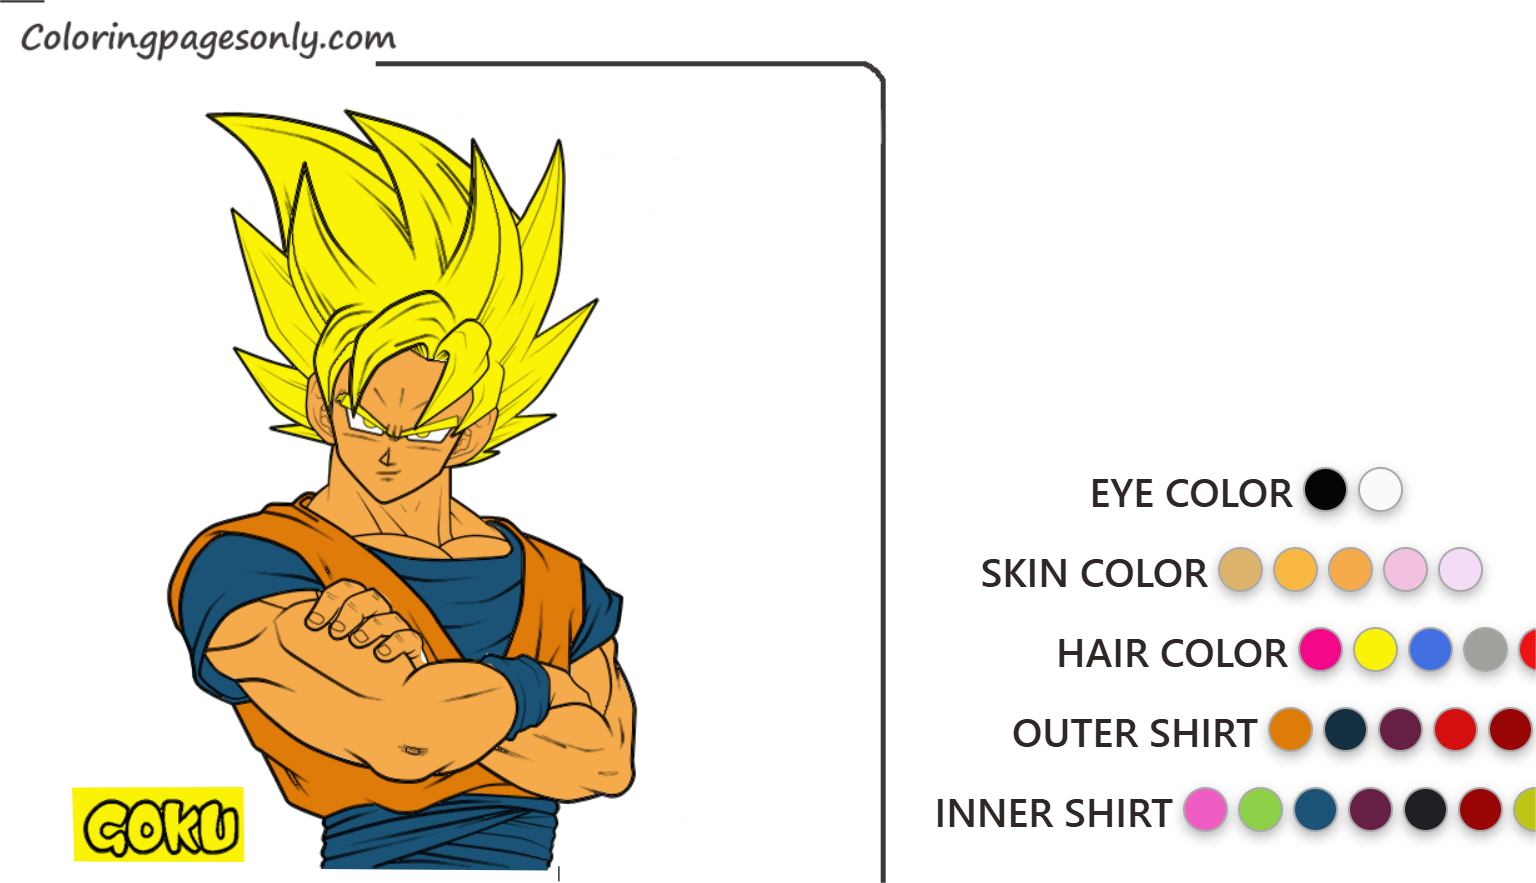 Coloringpagesonly.com
EYE COLOR
SKIN COLOR
HAIR COLOR
OUTER SHIRT
INNER SHIRT
GOKU